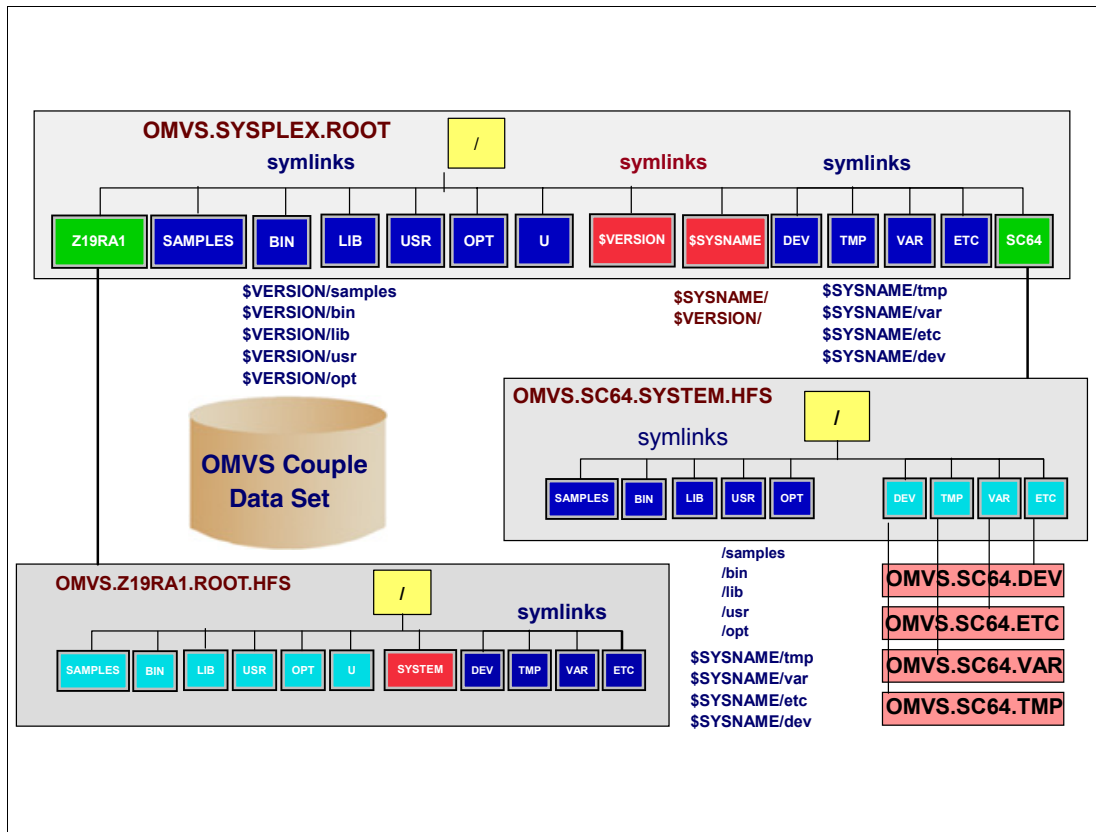 OMVS.SYSPLEX.ROOT
/
symlinks
symlinks
symlinks
Z19RA1
SAMPLES
BIN
LIB
USR
OPT
U
$VERSION
$SYSNAME
DEV
TMP
VAR
ETC
SC64
$VERSION/samples
$VERSION/bin
$VERSION/lib
$VERSION/usr
$VERSION/opt
$SYSNAME/
$VERSION/
$SYSNAME/tmp
$SYSNAME/var
$SYSNAME/etc
$SYSNAME/dev
OMVS Couple
Data Set
OMVS.SC64.SYSTEM.HFS
/
symlinks
SAMPLES
BIN
LIB
USR
OPT
DEV
TMP
VAR
ETC
/samples
/bin
/lib
/usr
/opt
OMVS.SC64.DEV
OMVS.SC64.ETC
OMVS.SC64.VAR
OMVS.SC64.TMP
OMVS.Z19RA1.ROOT.HFS
/
symlinks
SAMPLES
BIN
LIB
USR
OPT
U
SYSTEM
DEV
TMP
VAR
ETC
$SYSNAME/tmp
$SYSNAME/var
$SYSNAME/etc
$SYSNAME/dev